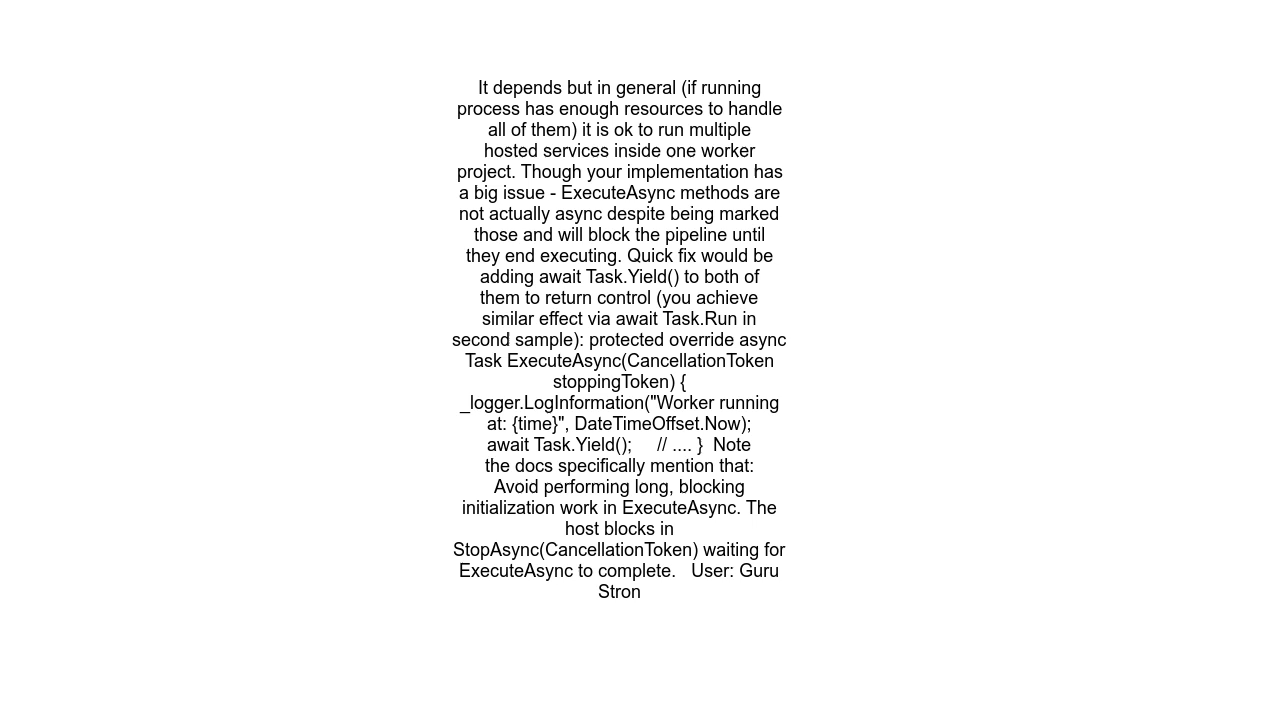 It depends but in general (if running
process has enough resources to handle
all of them) it is ok to run multiple
hosted services inside one worker
project. Though your implementation has
a big issue - ExecuteAsync methods are
not actually async despite being marked
those and will block the pipeline until
they end executing. Quick fix would be
adding await Task.Yield() to both of
them to return control (you achieve
similar effect via await Task.Run in
second sample): protected override async
Task ExecuteAsync(CancellationToken
stoppingToken) {
_logger.LogInformation("Worker running
at: {time}", DateTimeOffset.Now);
await Task.Yield();     // .... }  Note
the docs specifically mention that:
Avoid performing long, blocking
initialization work in ExecuteAsync. The
host blocks in
StopAsync(CancellationToken) waiting for
ExecuteAsync to complete.   User: Guru
Stron